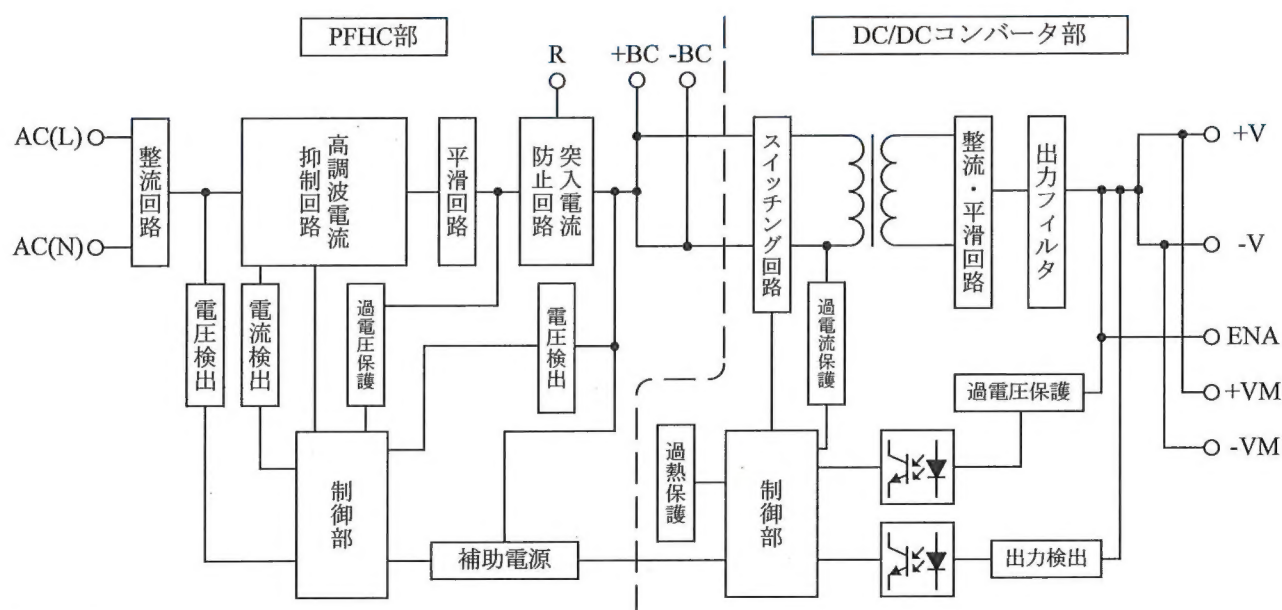 PFHC部
DC/DCコンバータ部
R
+BC
-BC
AC(L)
AC(N)
整流回路
高調波電流
抑制回路
平滑回路
突入電流
防止回路
スイッチング回路
整流・平滑回路
出力フィルタ
+V
-V
ENA
+VM
-VM
電圧検出
電流検出
過電圧保護
電圧検出
過電流保護
過電圧保護
制御部
補助電源
過熱保護
制御部
出力検出